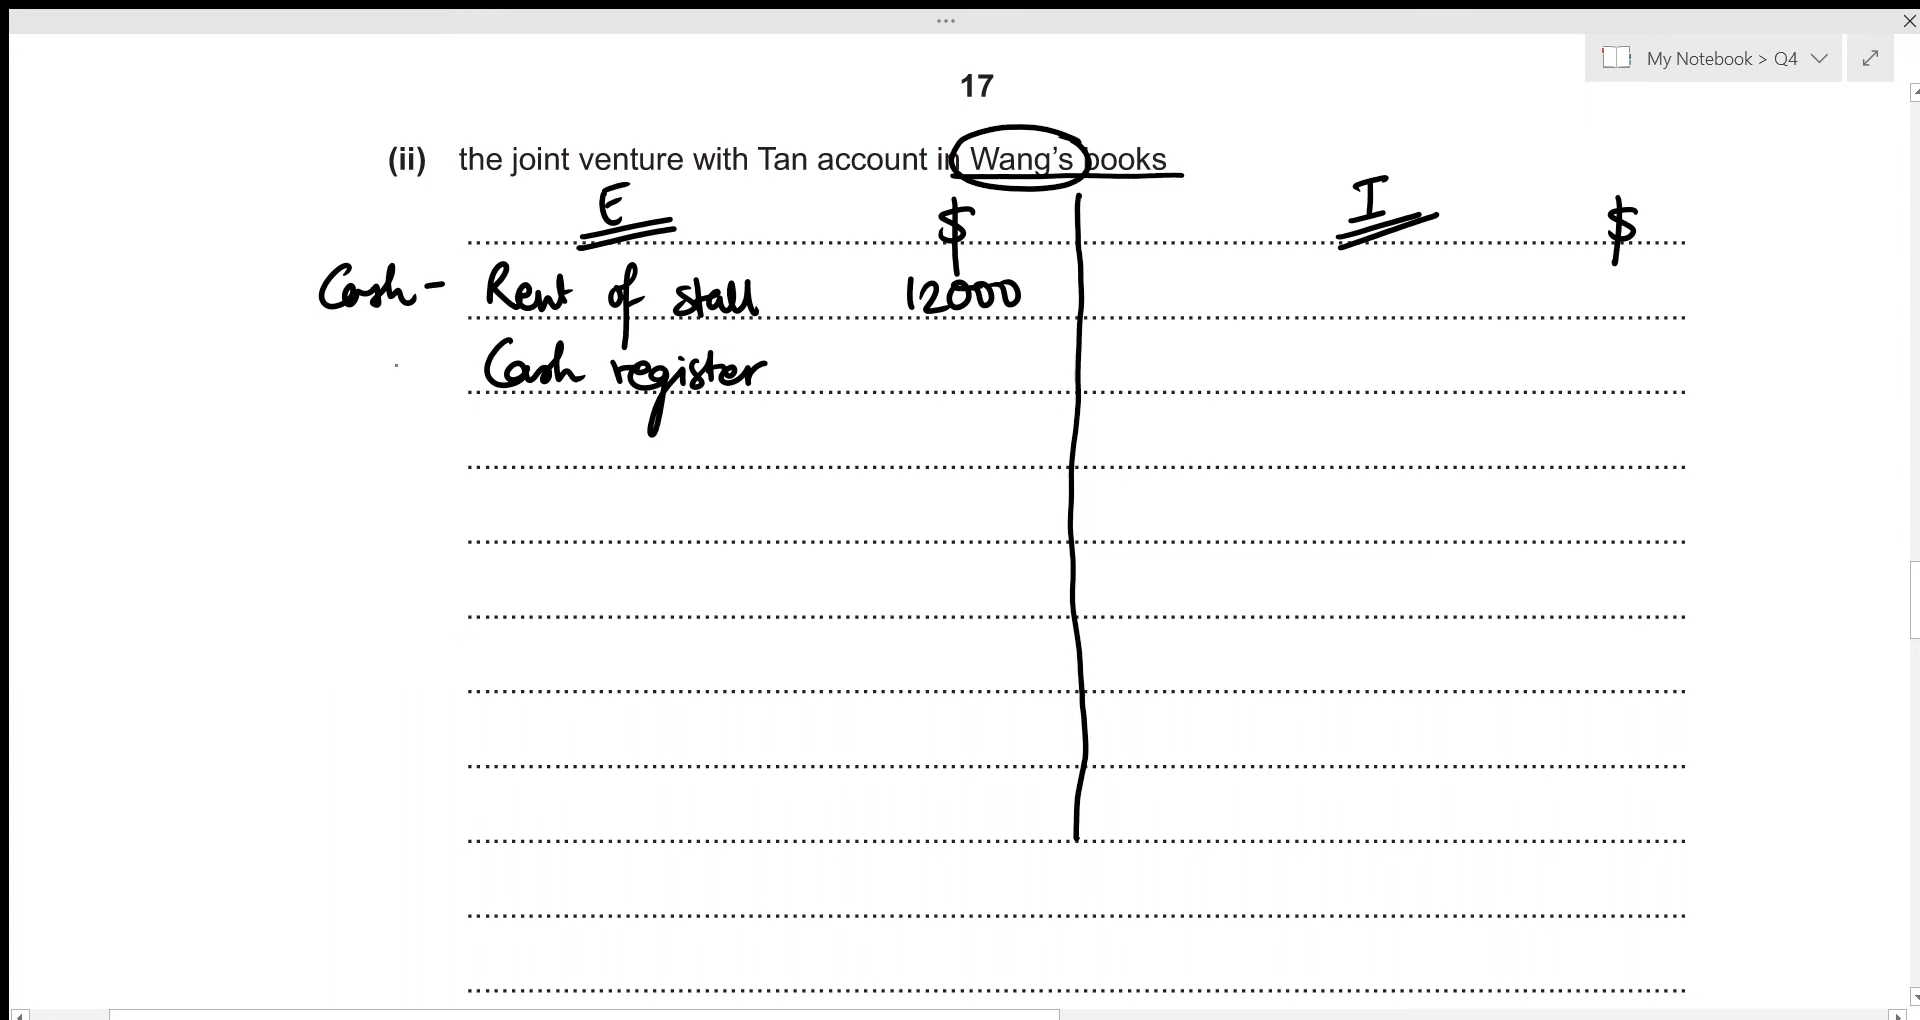 My Notebook > Q4
17
(ii) the joint venture with Tan account in Wang's books
E $ I $
Cash - Rent of stall 12000
Cash register